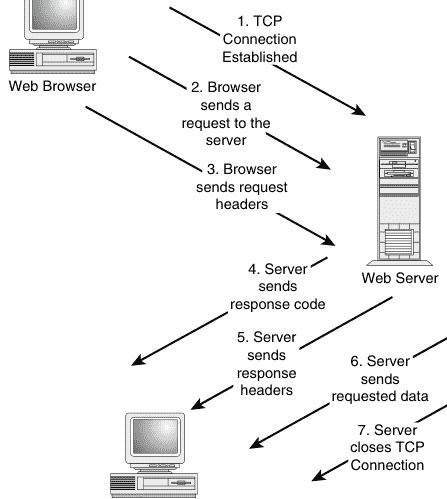 1. TCP
Connection
Established
Web Browser
2. Browser
sends a
request to the
server
3. Browser
sends request
headers
Web Server
4. Server
sends
response code
5. Server
sends
response
headers
6. Server
sends
requested data
7. Server
closes TCP
Connection